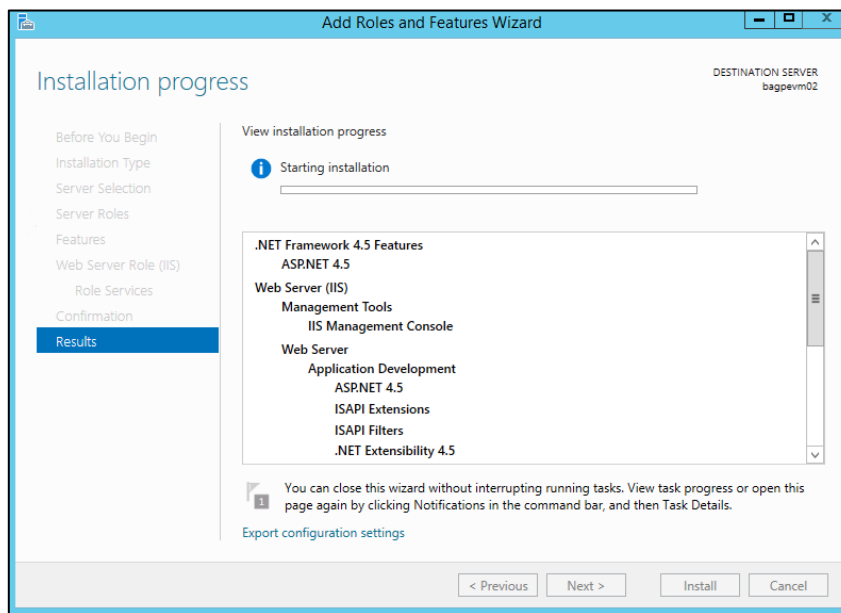 Add Roles and Features Wizard
Installation progress
DESTINATION SERVER
bagpevm02
Before You Begin
Installation Type
Server Selection
Server Roles
Features
Web Server Role (IIS)
Role Services
Confirmation
Results
View installation progress
Starting installation
.NET Framework 4.5 Features
ASP.NET 4.5
Web Server (IIS)
Management Tools
IIS Management Console
Web Server
Application Development
ASP.NET 4.5
ISAPI Extensions
ISAPI Filters
.NET Extensibility 4.5
1
You can close this wizard without interrupting running tasks. View task progress or open this
page again by clicking Notifications in the command bar, and then Task Details.
Export configuration settings
< Previous
Next >
Install
Cancel